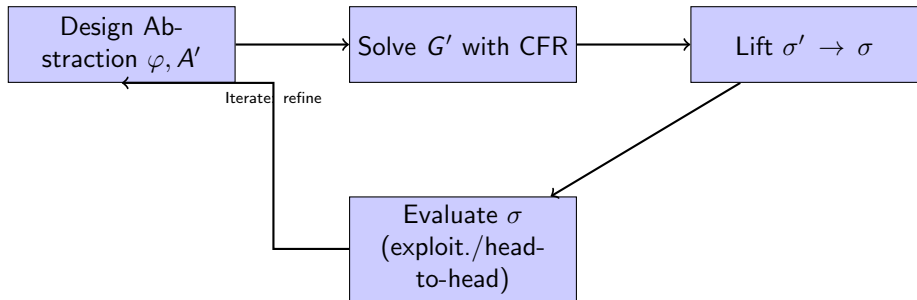 Design Ab-
straction φ, A′
Solve G′ with CFR
Lift σ′ → σ
Iterate: refine
Evaluate σ
(exploit./head-
to-head)